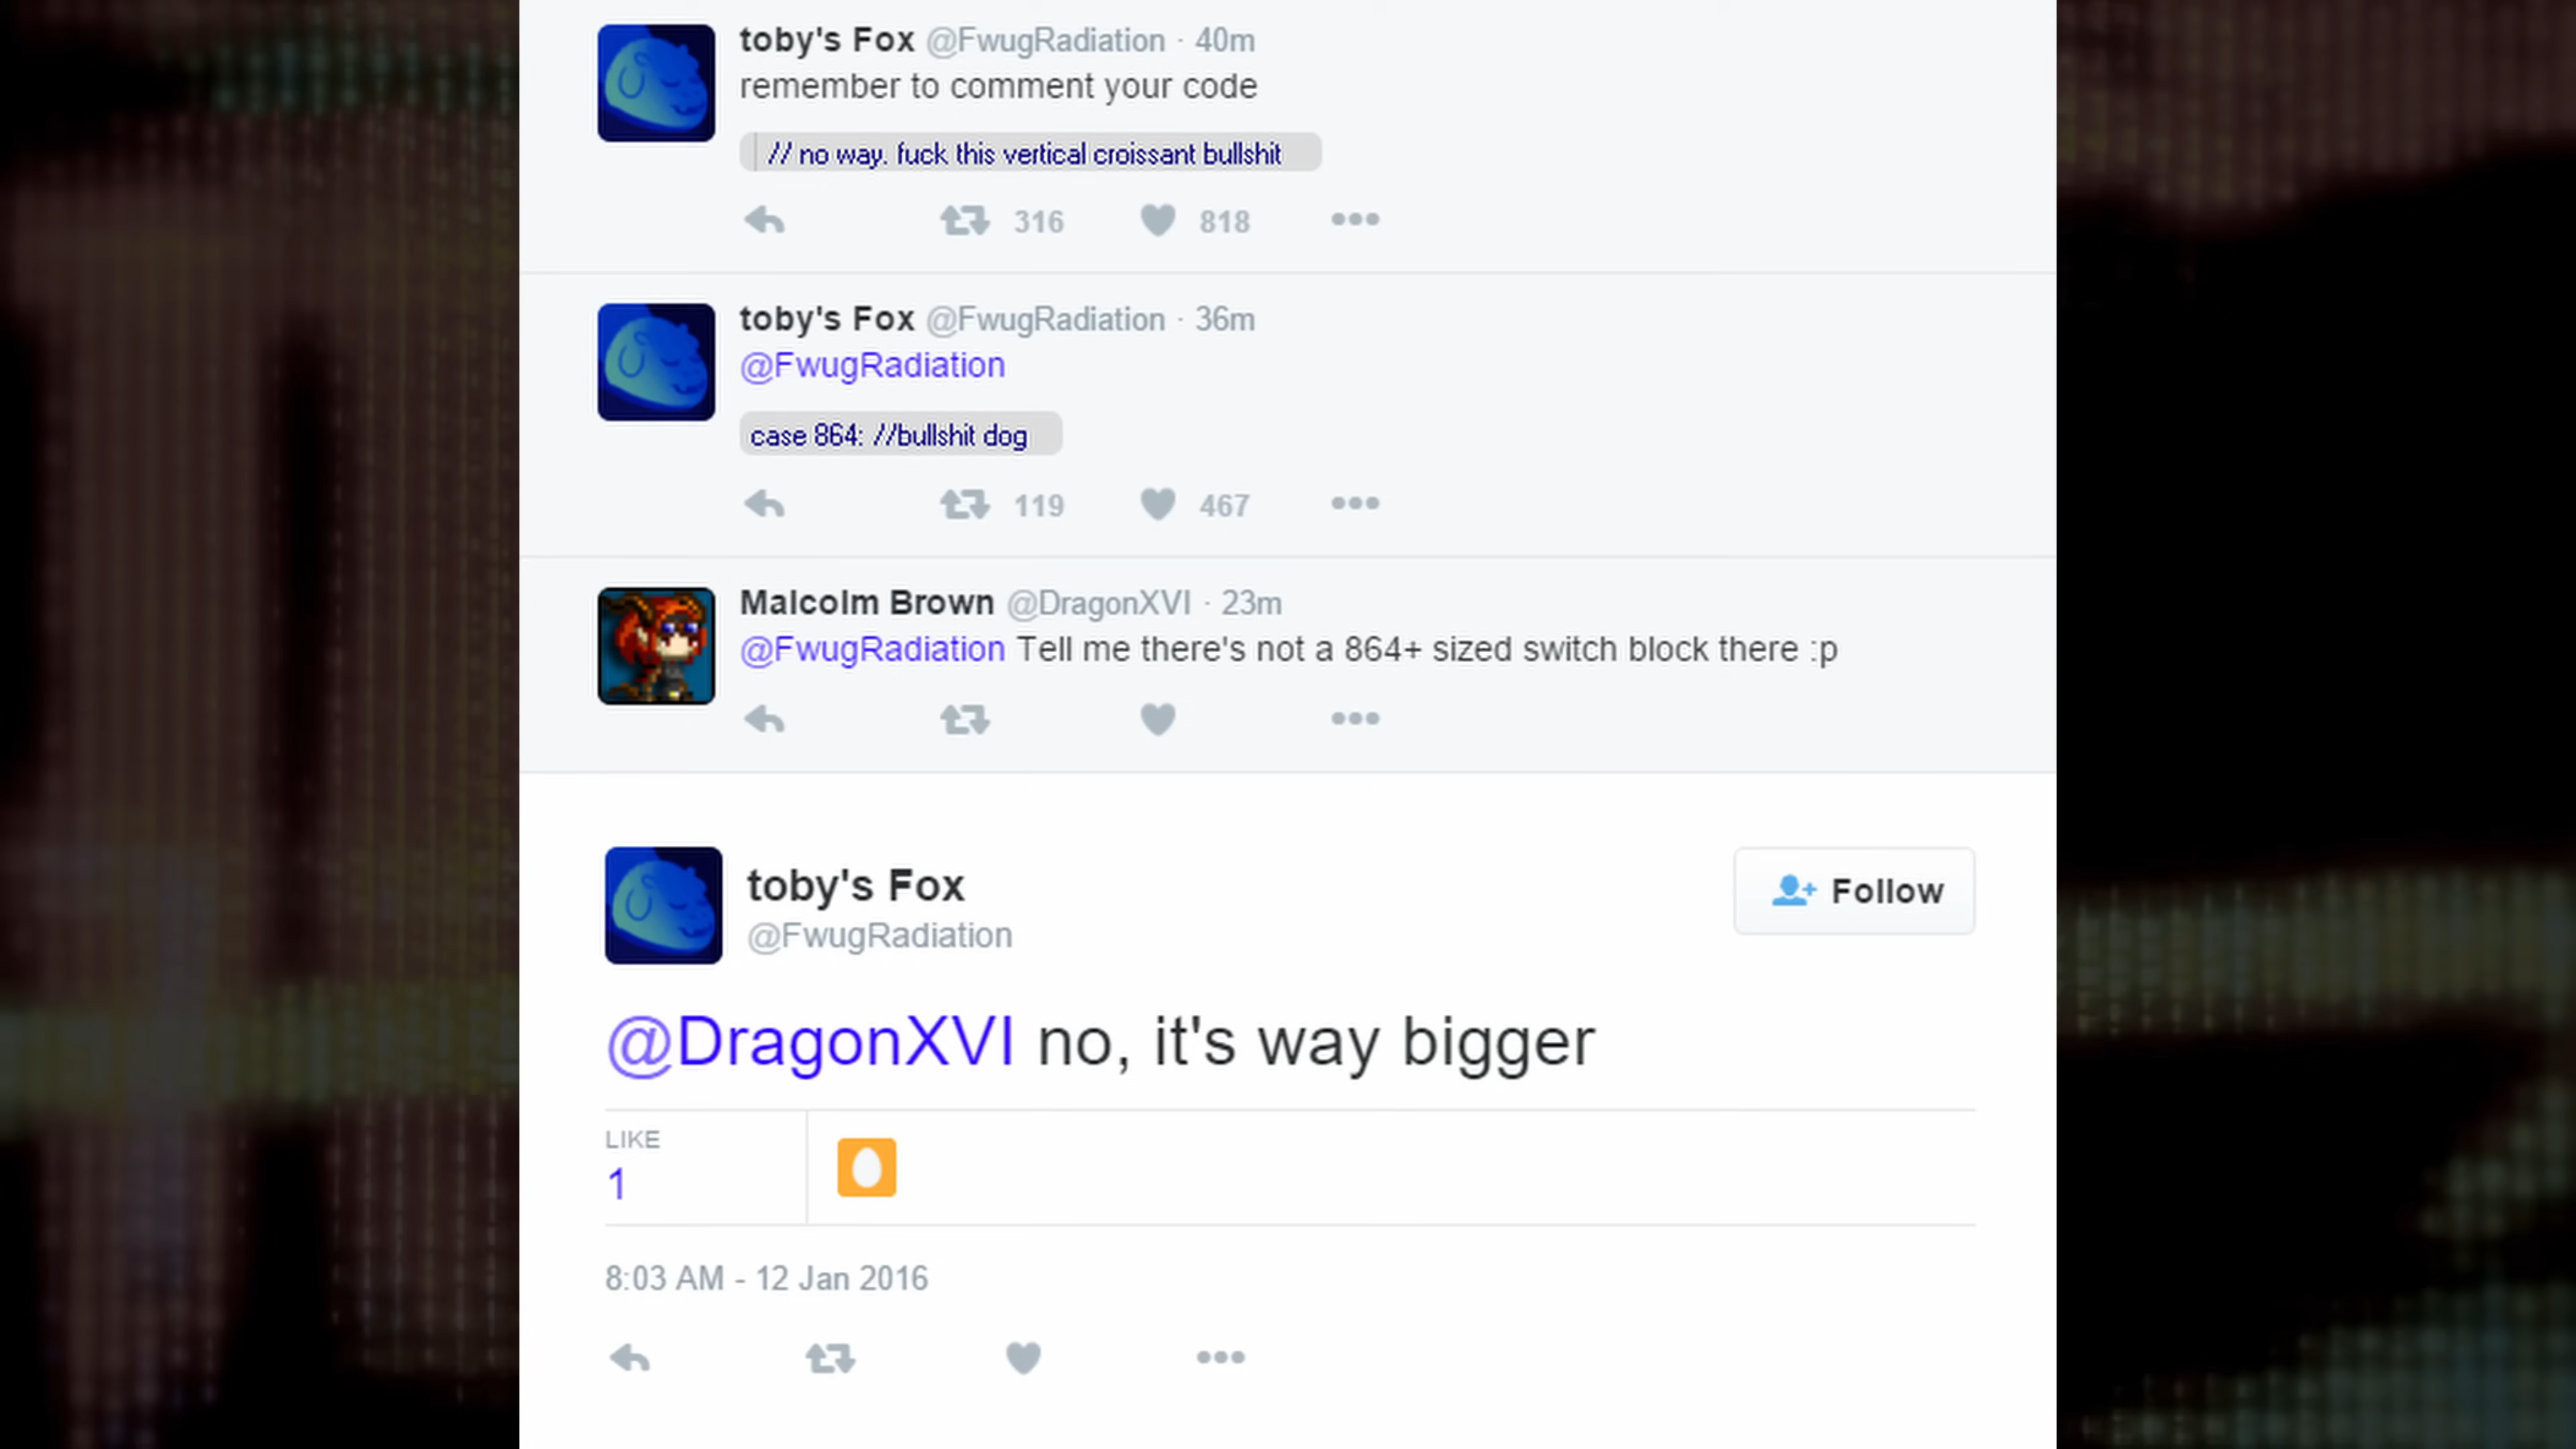 toby's Fox @FwugRadiation · 40m
remember to comment your code
// no way. fuck this vertical croissant bullshit
316 818
toby's Fox @FwugRadiation · 36m
@FwugRadiation
case 864: //bullshit dog
119 467
Malcolm Brown @DragonXVI · 23m
@FwugRadiation Tell me there's not a 864+ sized switch block there :p
toby's Fox
Follow
@FwugRadiation
@DragonXVI no, it's way bigger
LIKE
1
8:03 AM - 12 Jan 2016